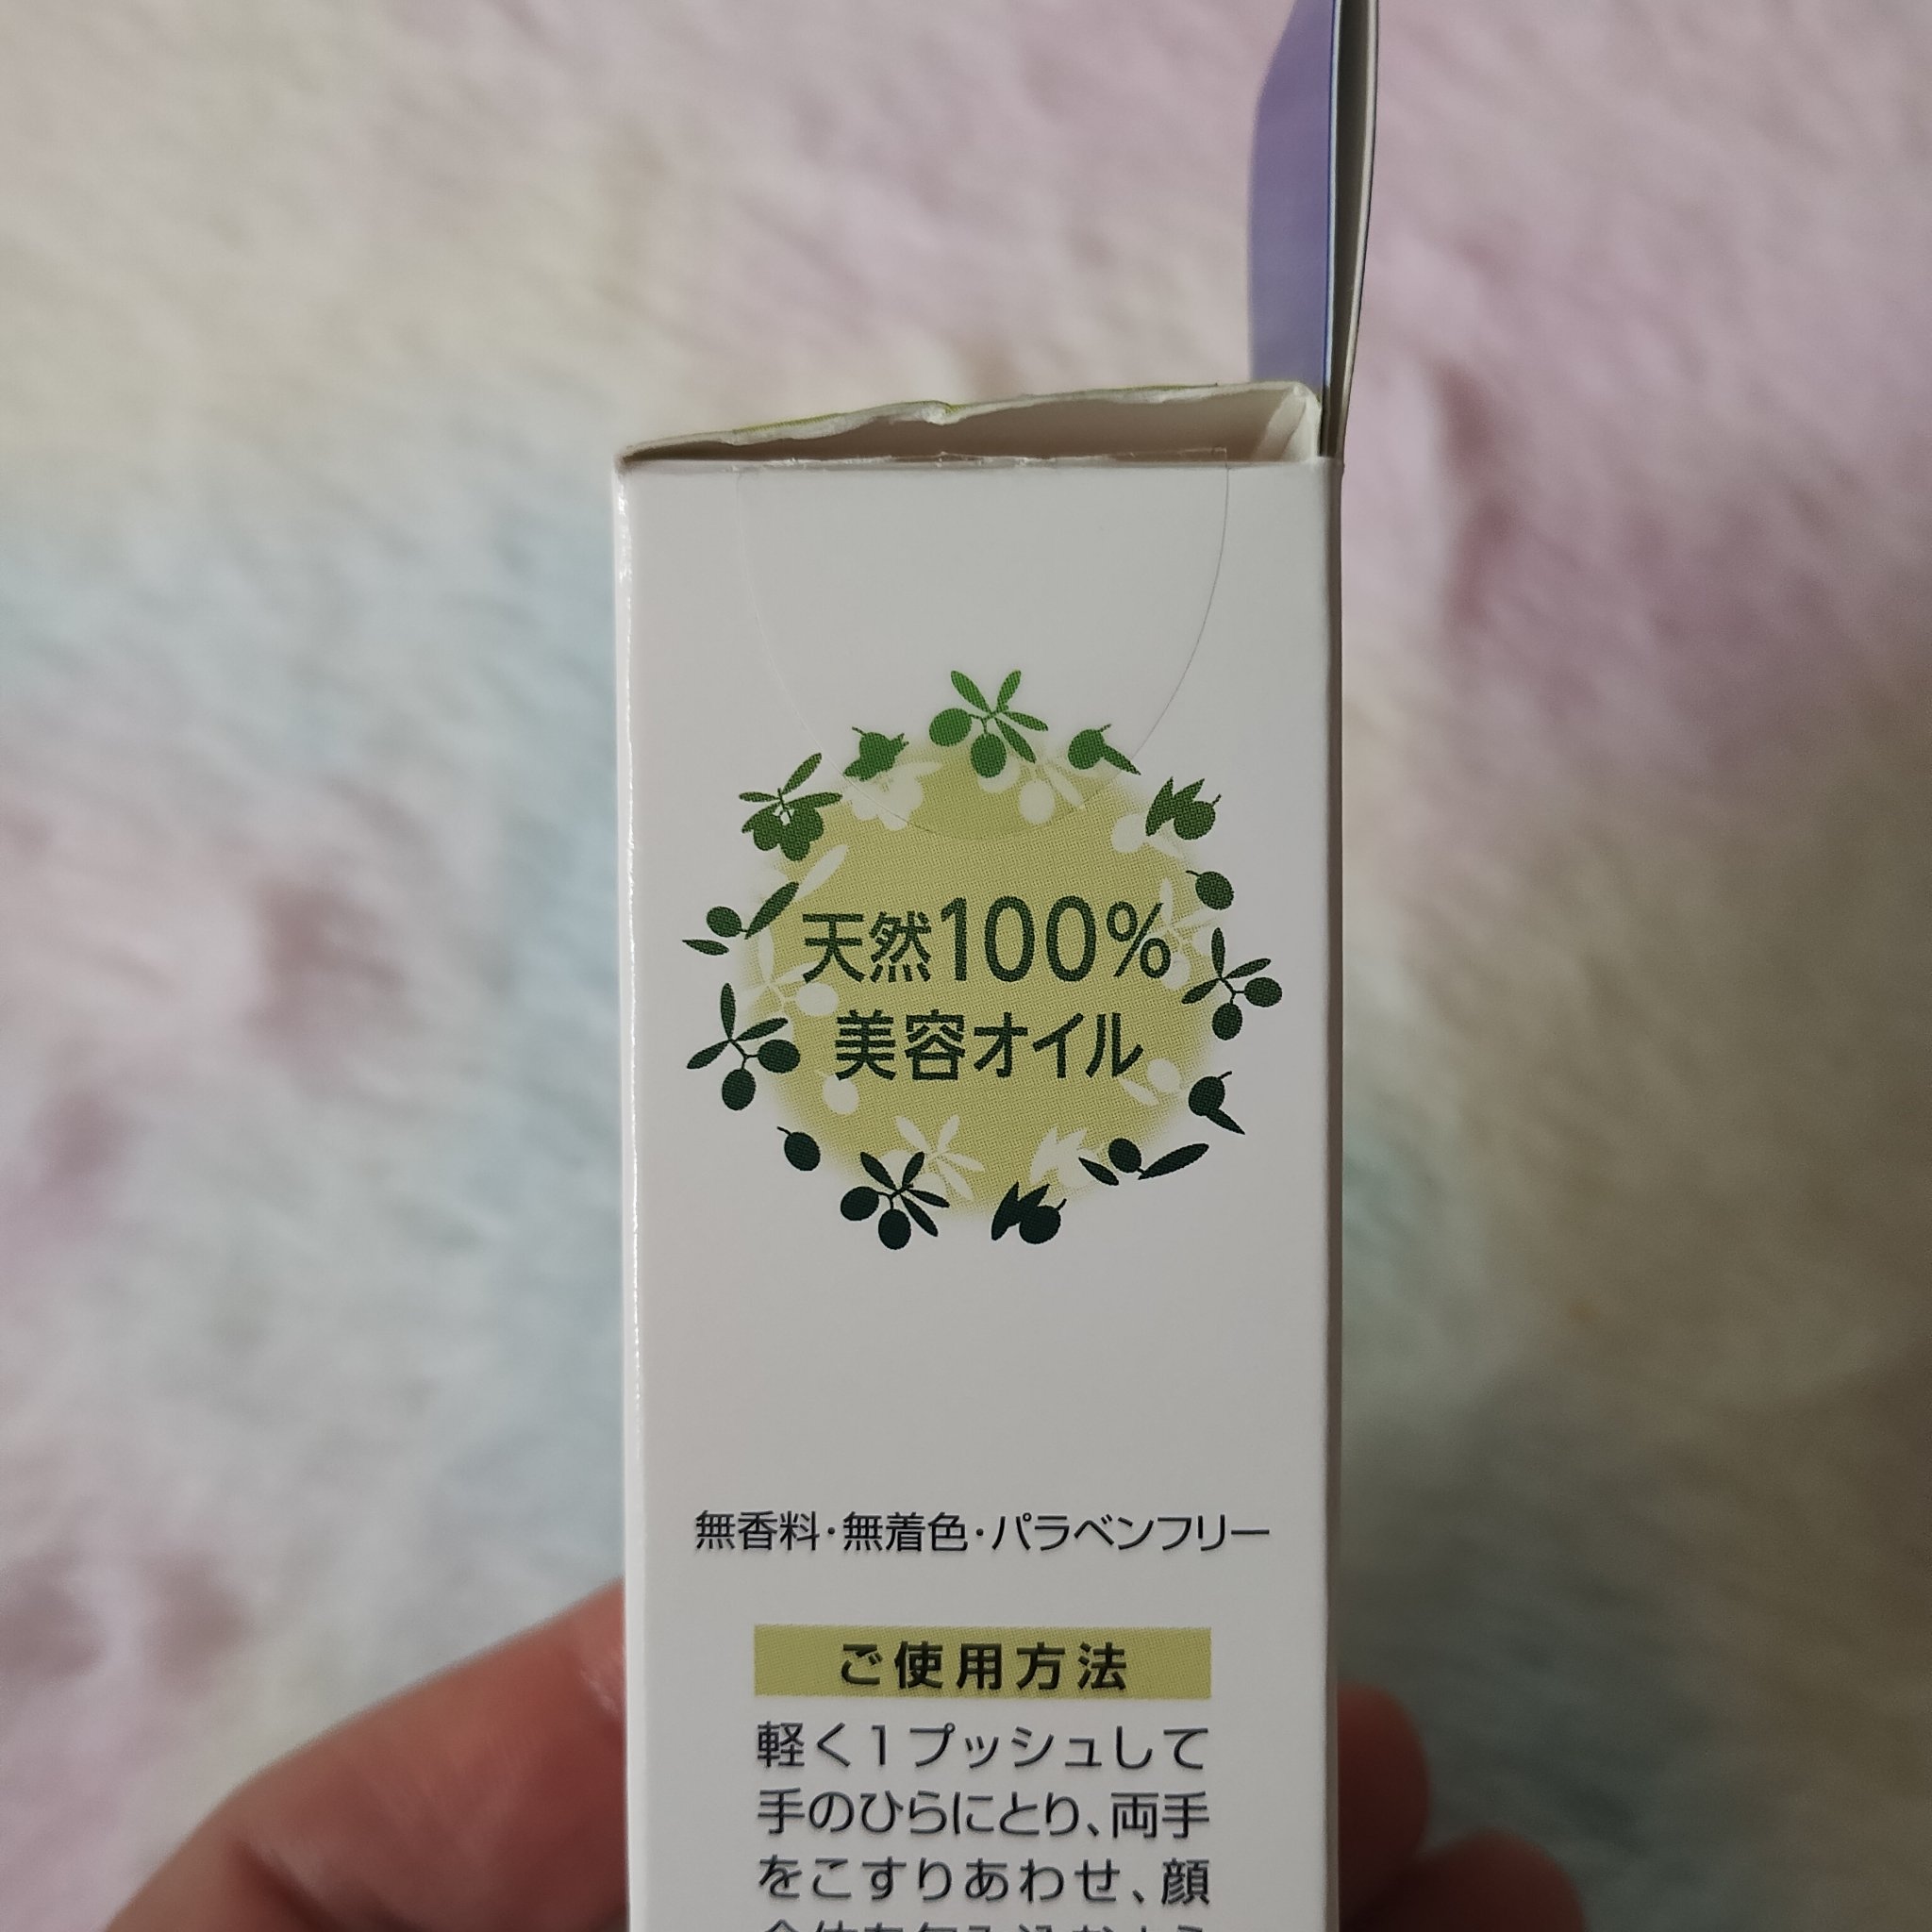 天然100%
美容オイル
無香料・無着色・パラベンフリー
ご使用方法
軽く1プッシュして
手のひらにとり、両手
をこすりあわせ、顔